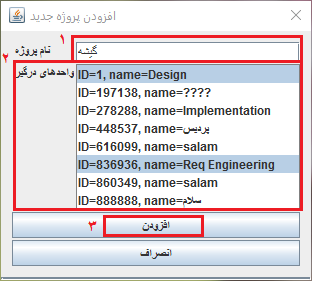 افزودن پروژه جدید
۱
نام پروژه گیشه
۲ واحدهای درگیر
ID=1, name=Design
ID=197138, name=????
ID=278288, name=Implementation
ID=448537, name=پردیس
ID=616099, name=salam
ID=836936, name=Req Engineering
ID=860349, name=salam
ID=888888, name=سلام
۳ افزودن
انصراف